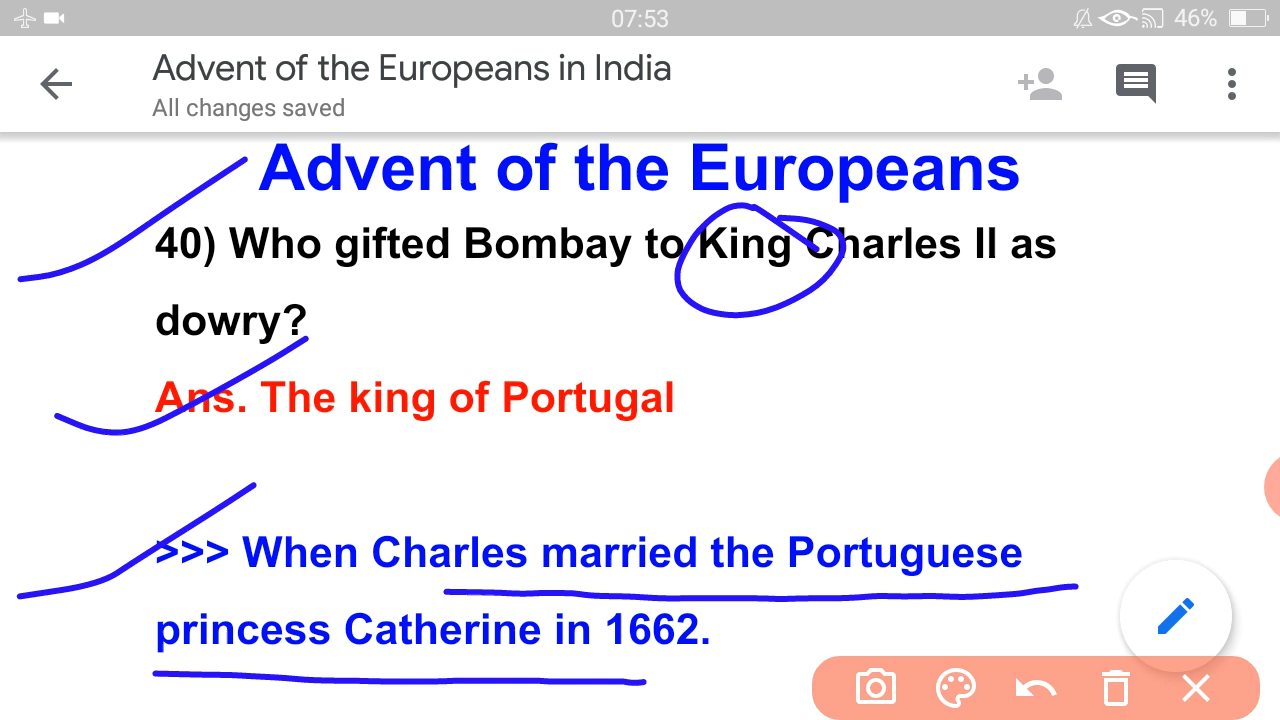 07:53
46%
Advent of the Europeans in India
All changes saved
Advent of the Europeans
40) Who gifted Bombay to King Charles II as
dowry?
Ans. The king of Portugal
>>> When Charles married the Portuguese
princess Catherine in 1662.